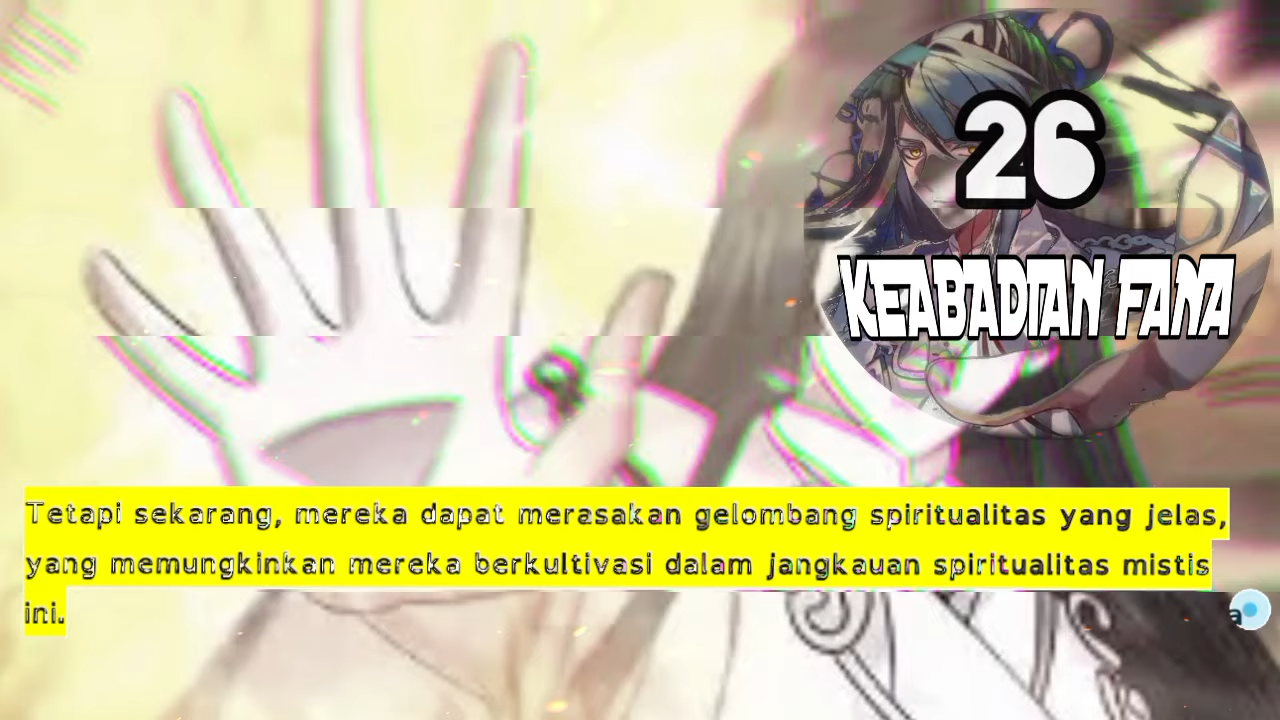 26
KEABADIAN FANA
Tetapi sekarang, mereka dapat merasakan gelombang spiritualitas yang jelas,
yang memungkinkan mereka berkultivasi dalam jangkauan spiritualitas mistis
ini.
a